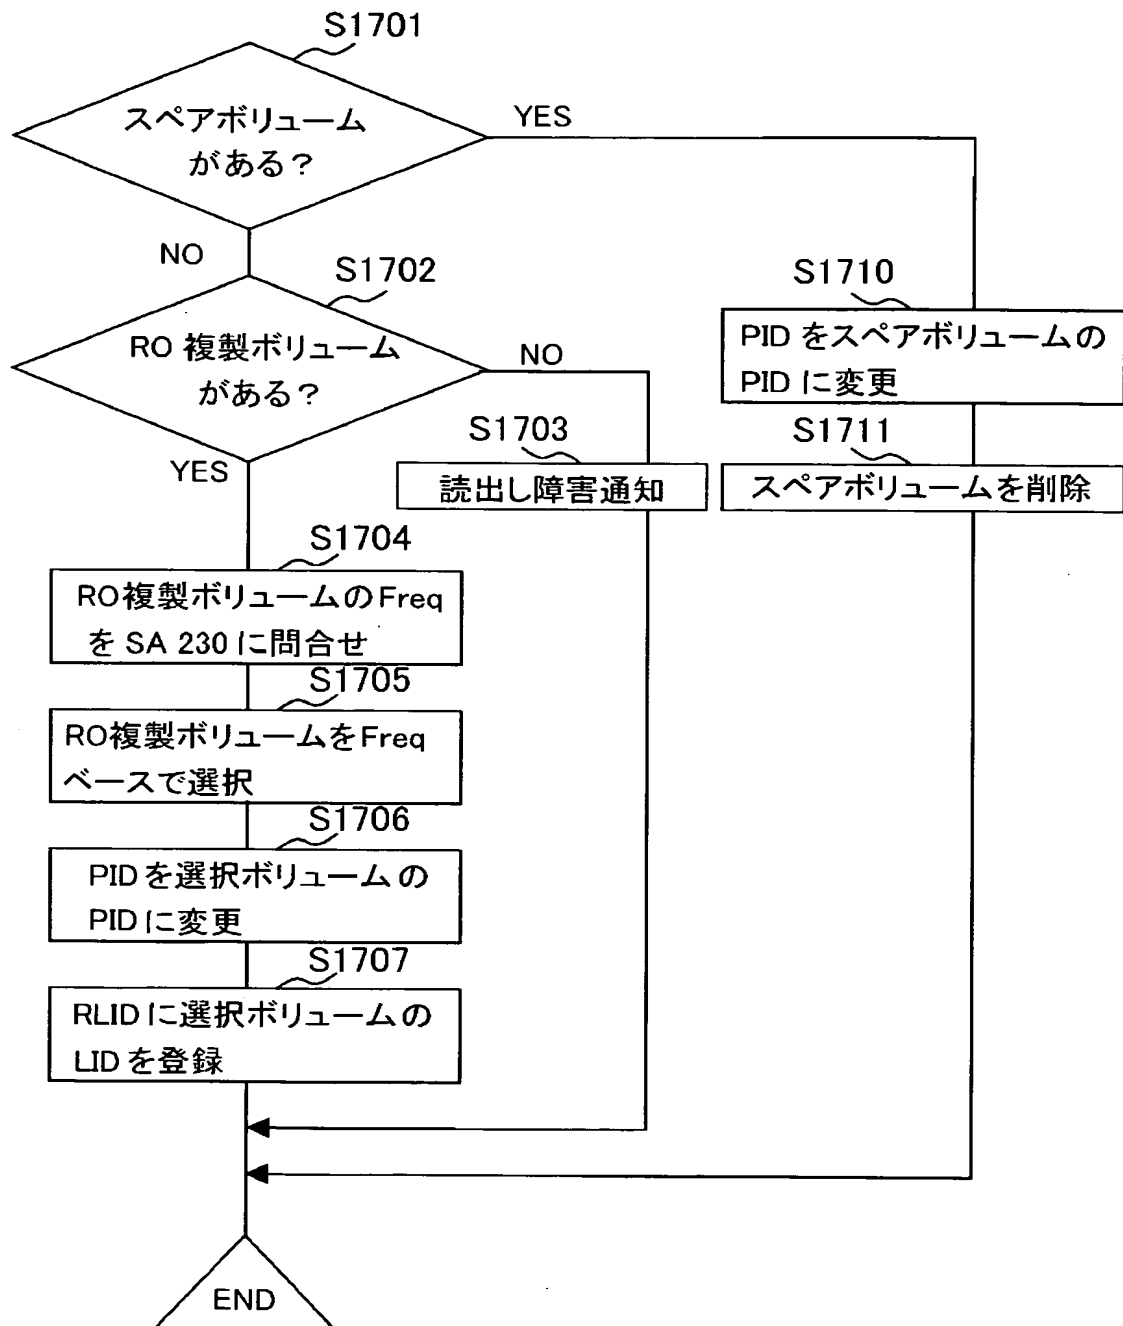 S1701
スペアボリューム
がある?
YES
NO
S1702
RO 複製ボリューム
がある?
NO
YES
S1710
PID をスペアボリュームの
PID に変更
S1703
読出し障害通知
S1711
スペアボリュームを削除
S1704
RO複製ボリュームのFreq
を SA 230 に問合せ
S1705
RO複製ボリュームをFreq
ベースで選択
S1706
PID を選択ボリュームの
PID に変更
S1707
RLID に選択ボリュームの
LID を登録
END